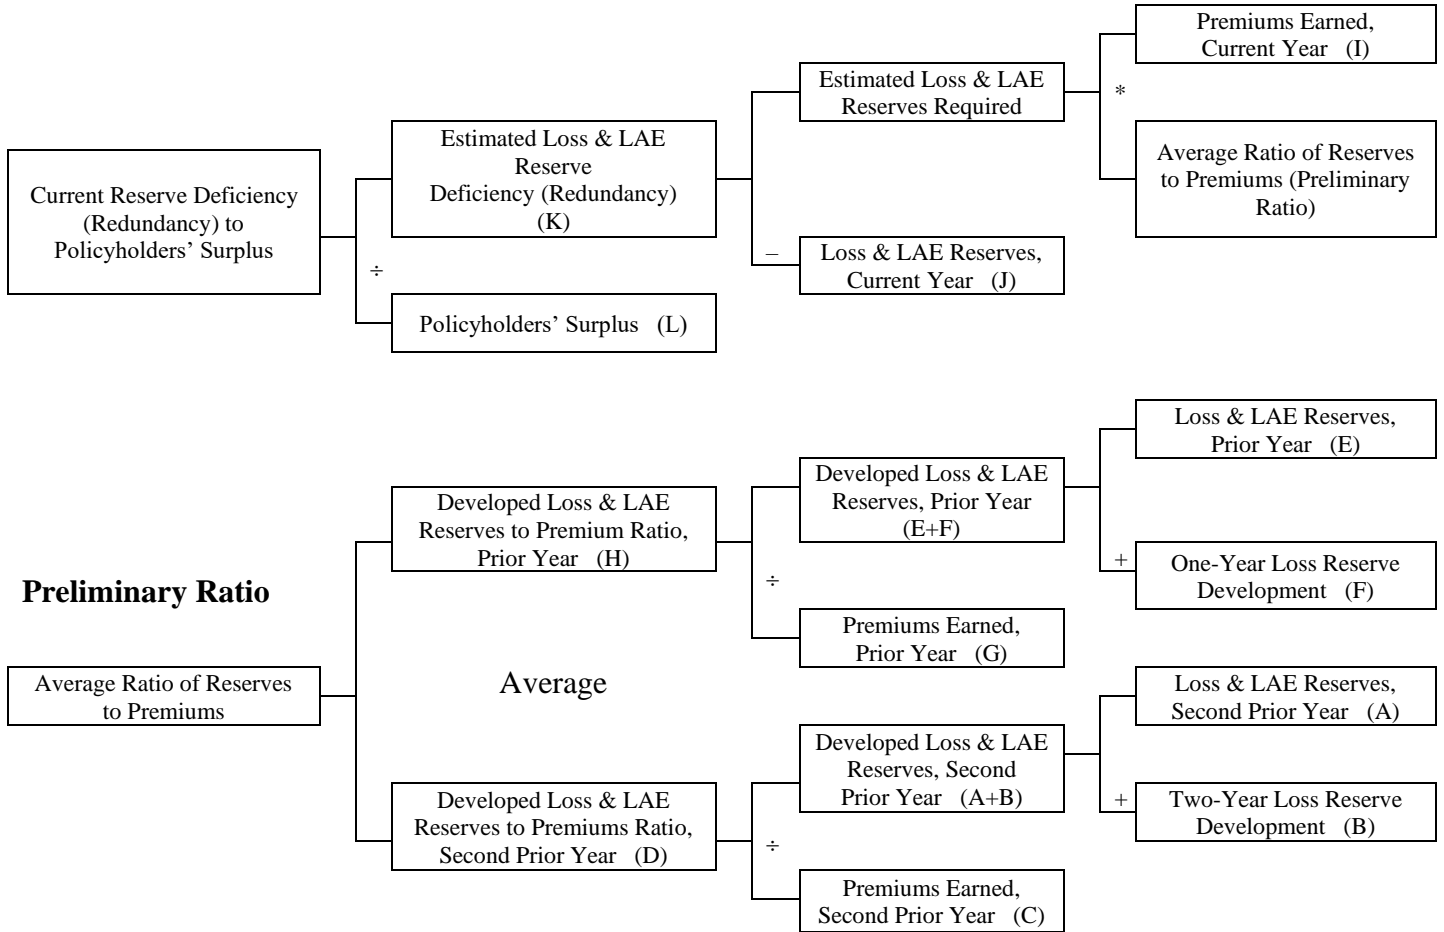 Premiums Earned,
Current Year (I)
Estimated Loss & LAE
Reserves Required
*
Estimated Loss & LAE
Reserve
Deficiency (Redundancy)
(K)
Average Ratio of Reserves
to Premiums (Preliminary
Ratio)
Current Reserve Deficiency
(Redundancy) to
Policyholders’ Surplus
÷
–
Loss & LAE Reserves,
Current Year (J)
Policyholders’ Surplus (L)
Loss & LAE Reserves,
Prior Year (E)
Developed Loss & LAE
Reserves, Prior Year
(E+F)
Developed Loss & LAE
Reserves to Premium Ratio,
Prior Year (H)
+
One-Year Loss Reserve
Development (F)
÷
Preliminary Ratio
Premiums Earned,
Prior Year (G)
Average Ratio of Reserves
to Premiums
Average
Loss & LAE Reserves,
Second Prior Year (A)
Developed Loss & LAE
Reserves, Second
Prior Year (A+B)
Developed Loss & LAE
Reserves to Premiums Ratio,
Second Prior Year (D)
+
Two-Year Loss Reserve
Development (B)
÷
Premiums Earned,
Second Prior Year (C)